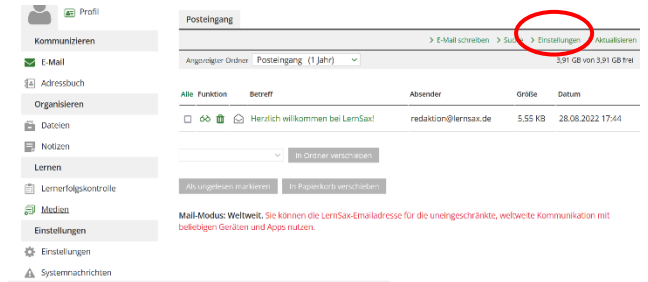 Profil
Kommunizieren
E-Mail
Adressbuch
Organisieren
Dateien
Notizen
Lernen
Lernerfolgskontrolle
Medien
Einstellungen
Einstellungen
Systemnachrichten
Posteingang
> E-Mail schreiben > Suche > Einstellungen > Aktualisieren
Angezeigter Ordner Posteingang (1 Jahr) 3,91 GB von 3,91 GB frei
Alle Funktion Betreff Absender Größe Datum
Herzlich willkommen bei LernSax! redaktion@lernsax.de 5,55 KB 28.08.2022 17:44
In Ordner verschieben
Als ungelesen markieren In Papierkorb verschieben
Mail-Modus: Weltweit. Sie können die LernSax-Emailadresse für die uneingeschränkte, weltweite Kommunikation mit
beliebigen Geräten und Apps nutzen.